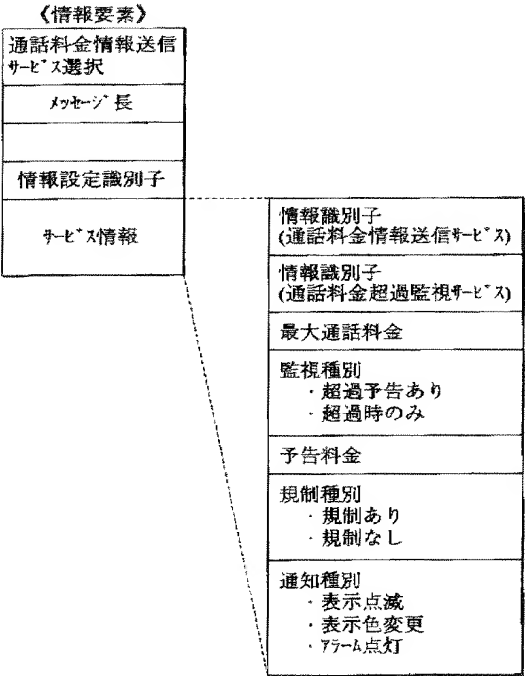 《情報要素》
通話料金情報送信
サービス選択
メッセージ長
情報設定識別子
サービス情報
情報識別子
(通話料金情報送信サービス)
情報識別子
(通話料金超過監視サービス)
最大通話料金
監視種別
・超過予告あり
・超過時のみ
予告料金
規制種別
・規制あり
・規制なし
通知種別
・表示点滅
・表示色変更
・アラーム点灯